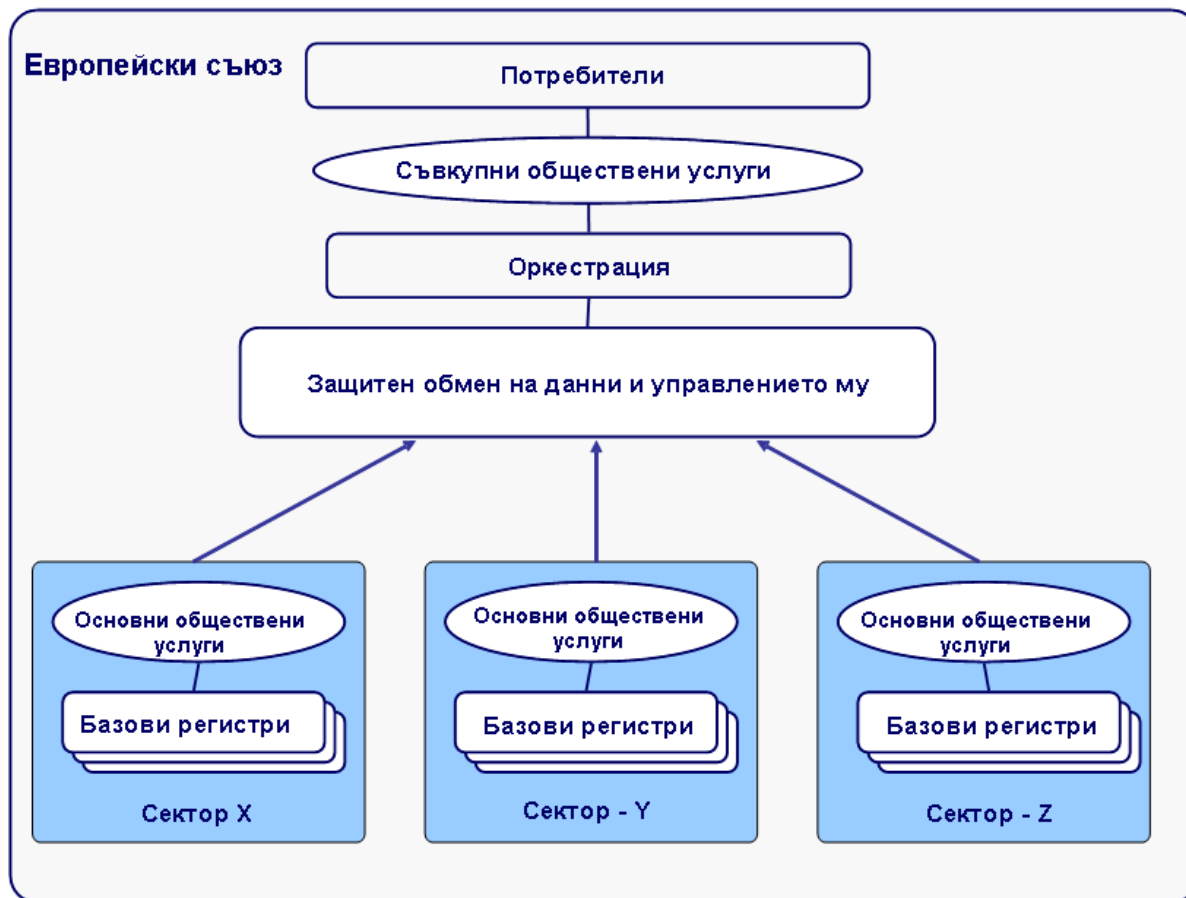 Европейски съюз
Потребители
Съвкупни обществени услуги
Оркестрация
Защитен обмен на данни и управлението му
Основни обществени
услуги
Базови регистри
Сектор X
Основни обществени
услуги
Базови регистри
Сектор - Y
Основни обществени
услуги
Базови регистри
Сектор - Z